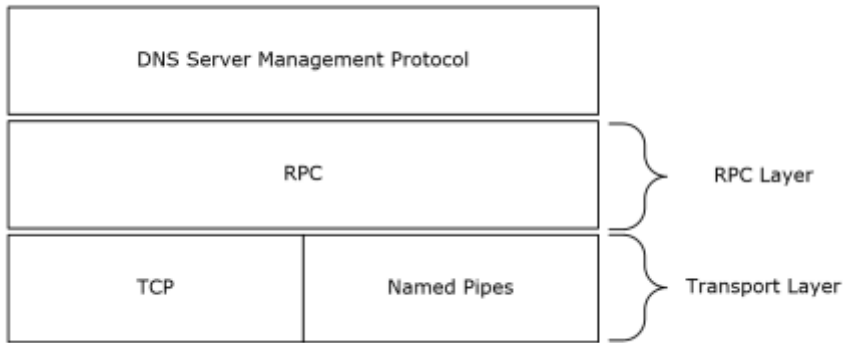 DNS Server Management Protocol
RPC
RPC Layer
TCP
Named Pipes
Transport Layer